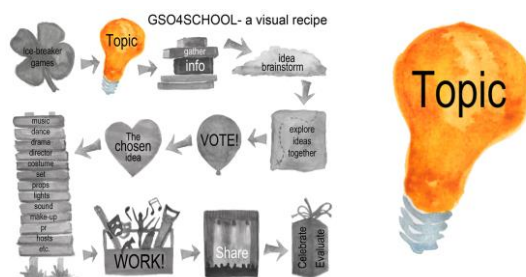 GSO4SCHOOL- a visual recipe
Ice-breaker
games
Topic
gather
info
idea
brainstorm
explore
ideas
together
VOTE!
The
chosen
idea
music
dance
drama
director
costume
set
props
lights
sound
make-up
pr
hosts
etc.
WORK!
Share
Celebrate
Evaluate
Topic